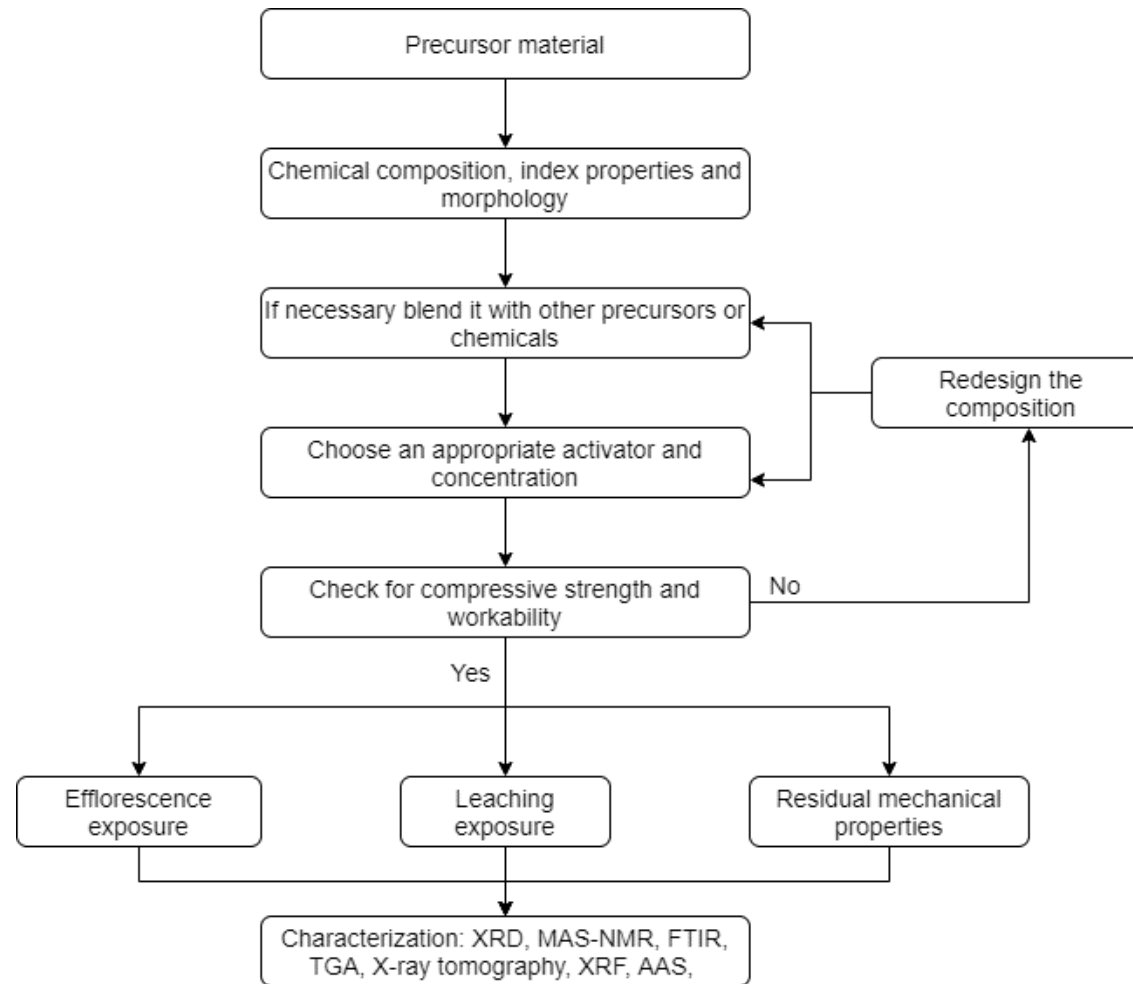 Precursor material
Chemical composition, index properties and
morphology
If necessary blend it with other precursors or
chemicals
Redesign the
composition
Choose an appropriate activator and
concentration
Check for compressive strength and
workability
No
Yes
Efflorescence
exposure
Leaching
exposure
Residual mechanical
properties
Characterization: XRD, MAS-NMR, FTIR,
TGA, X-ray tomography, XRF, AAS,